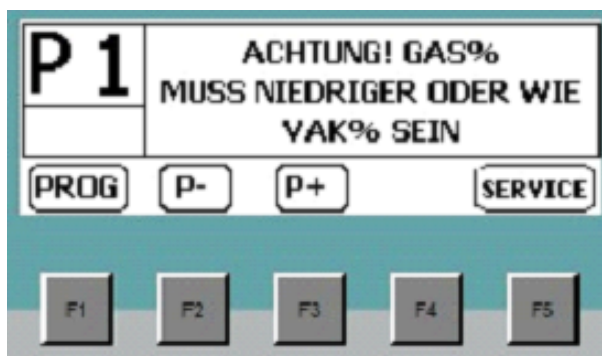 P 1
ACHTUNG! GAS%
MUSS NIEDRIGER ODER WIE
VAK% SEIN
PROG P- P+ SERVICE
F1 F2 F3 F4 F5